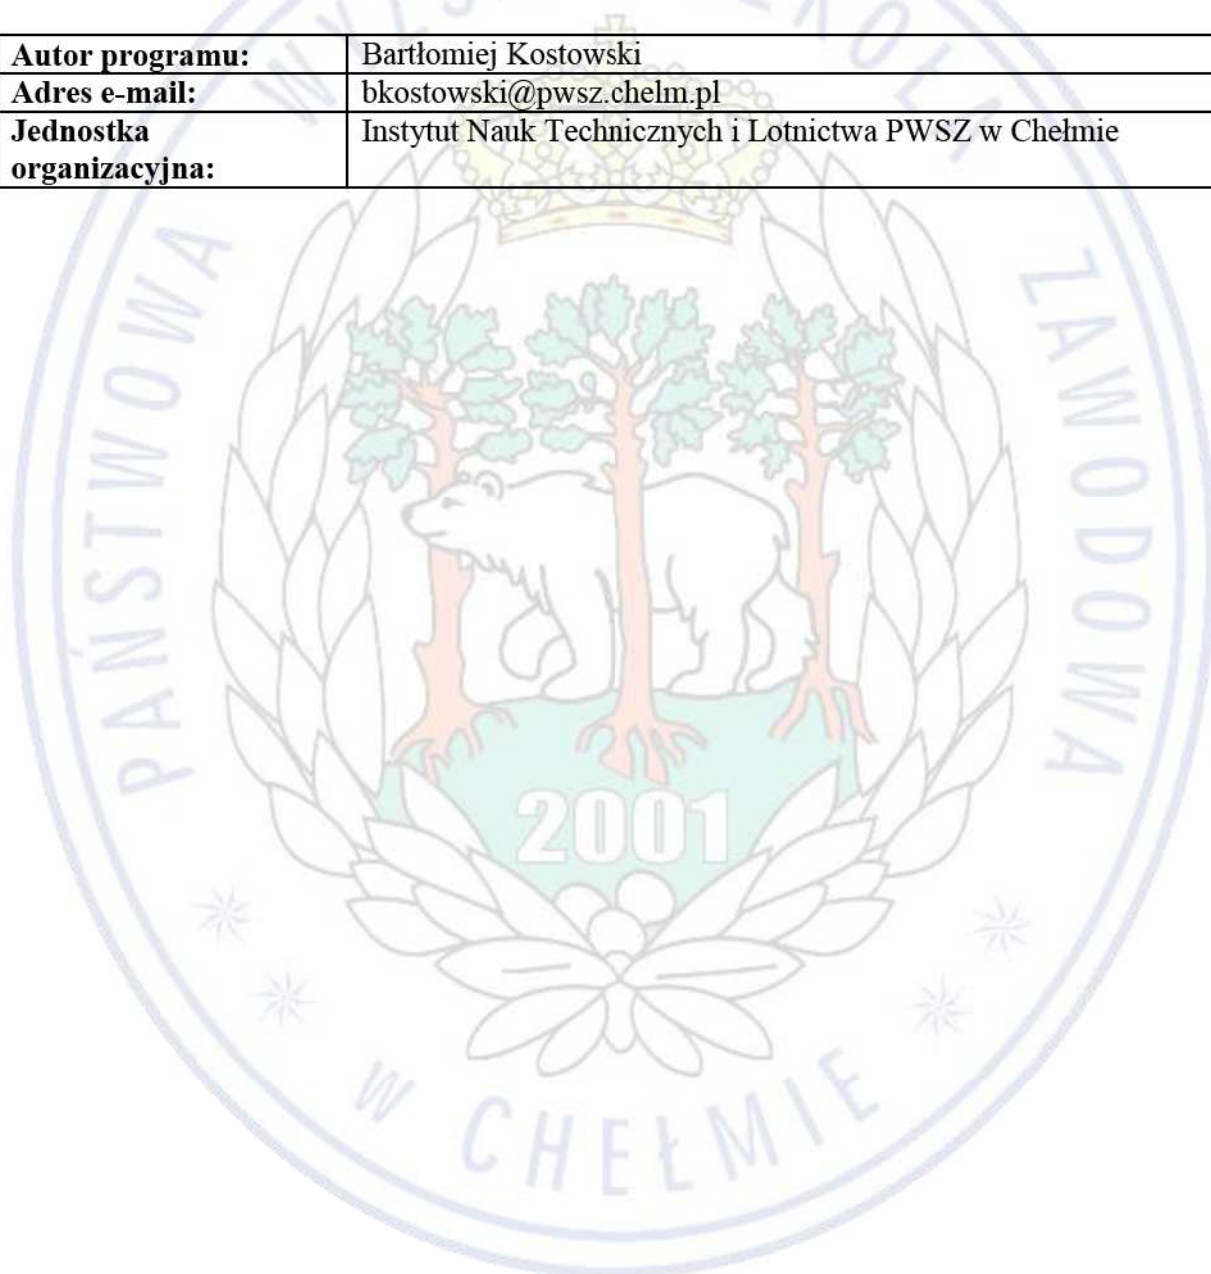 Autor programu: Bartłomiej Kostowski
Adres e-mail: bkostowski@pwsz.chelm.pl
Jednostka organizacyjna: Instytut Nauk Technicznych i Lotnictwa PWSZ w Chełmie
PAŃSTWOWA
ZAWODOWA
2001
W CHEŁMIE